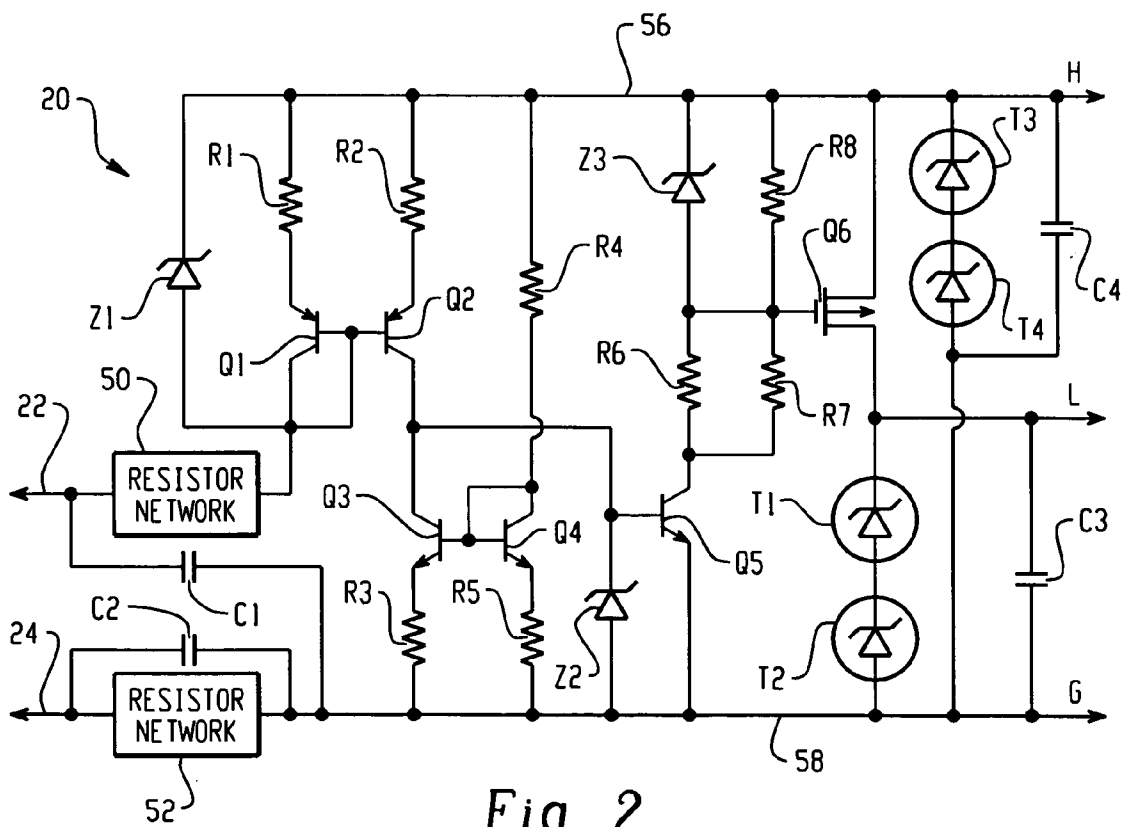 56
20
H
R1
R2
Z3
R8
T3
R4
Q6
Z1
Q2
C4
T4
Q1
R6
R7
50
22
L
RESISTOR
NETWORK
Q3
Q4
T1
C3
Q5
C1
R3
R5
C2
24
Z2
T2
G
RESISTOR
NETWORK
58
52
Fig. 2